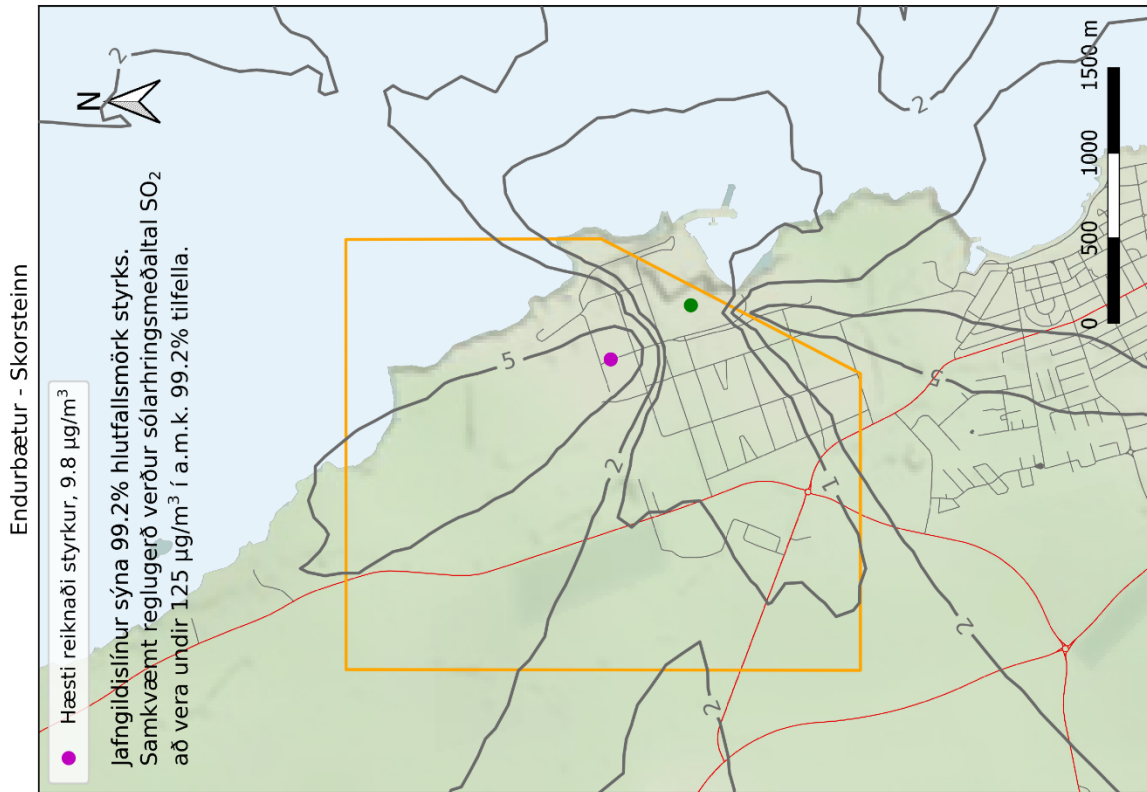 Endurbætur - Skorsteinn
Hæsti reiknaði styrkur, 9.8 µg/m³
Jafngildislínur sýna 99.2% hlutfallsmörk styrks.
Samkvæmt reglugerð verður sólarhringsmeðaltal SO₂
að vera undir 125 µg/m³ í a.m.k. 99.2% tilfella.
N
2
5
2
2
1
2
2
5
0 500 1000 1500 m